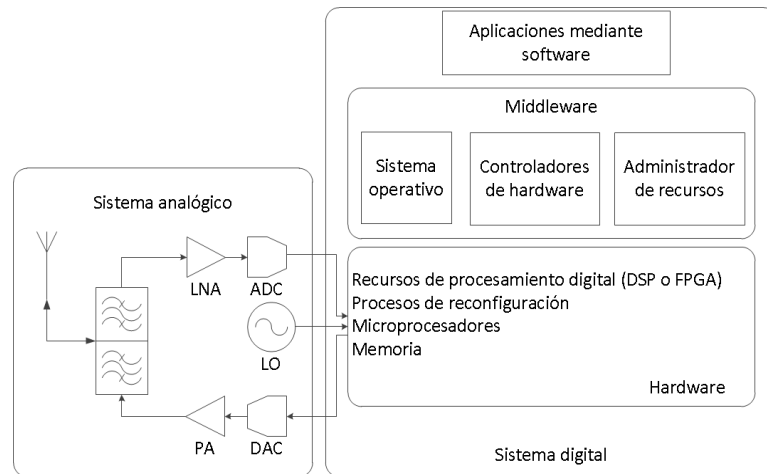 Aplicaciones mediante
software
Middleware
Sistema
operativo
Controladores
de hardware
Administrador
de recursos
Sistema analógico
LNA
ADC
LO
PA
DAC
Recursos de procesamiento digital (DSP o FPGA)
Procesos de reconfiguración
Microprocesadores
Memoria
Hardware
Sistema digital